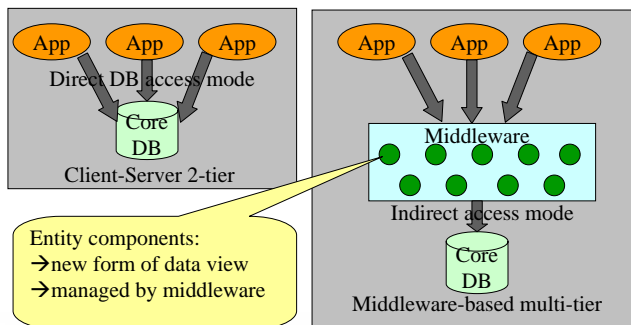 App App App
Direct DB access mode
Core
DB
Client-Server 2-tier
Entity components:
→new form of data view
→managed by middleware
App App App
Middleware
Indirect access mode
Core
DB
Middleware-based multi-tier